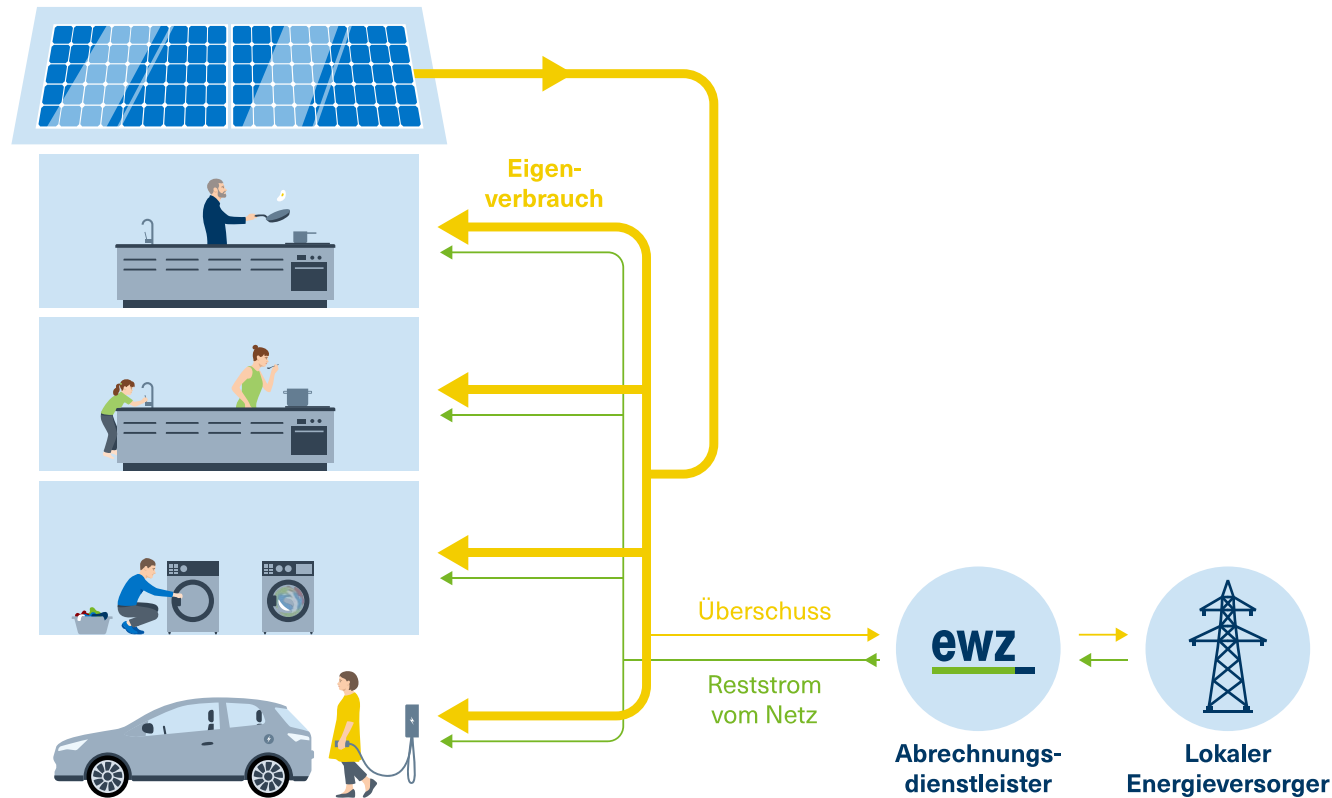 Eigen-
verbrauch
Überschuss
ewz
Reststrom
vom Netz
Abrechnungs-
dienstleister
Lokaler
Energieversorger